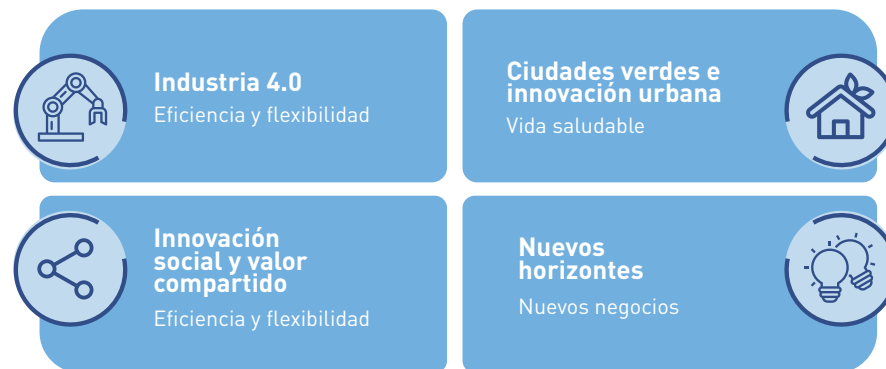 Industria 4.0
Eficiencia y flexibilidad
Ciudades verdes e
innovación urbana
Vida saludable
Innovación
social y valor
compartido
Eficiencia y flexibilidad
Nuevos
horizontes
Nuevos negocios